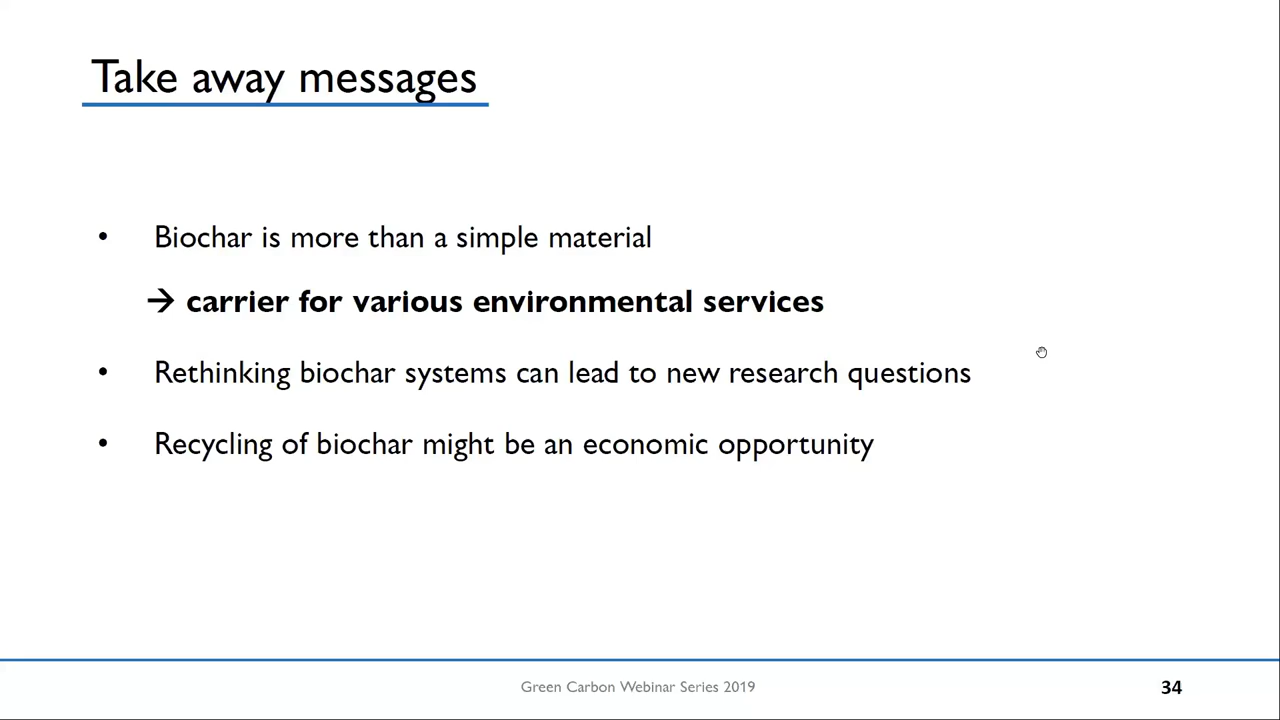 Take away messages
• Biochar is more than a simple material
→ carrier for various environmental services
• Rethinking biochar systems can lead to new research questions
• Recycling of biochar might be an economic opportunity
Green Carbon Webinar Series 2019
34